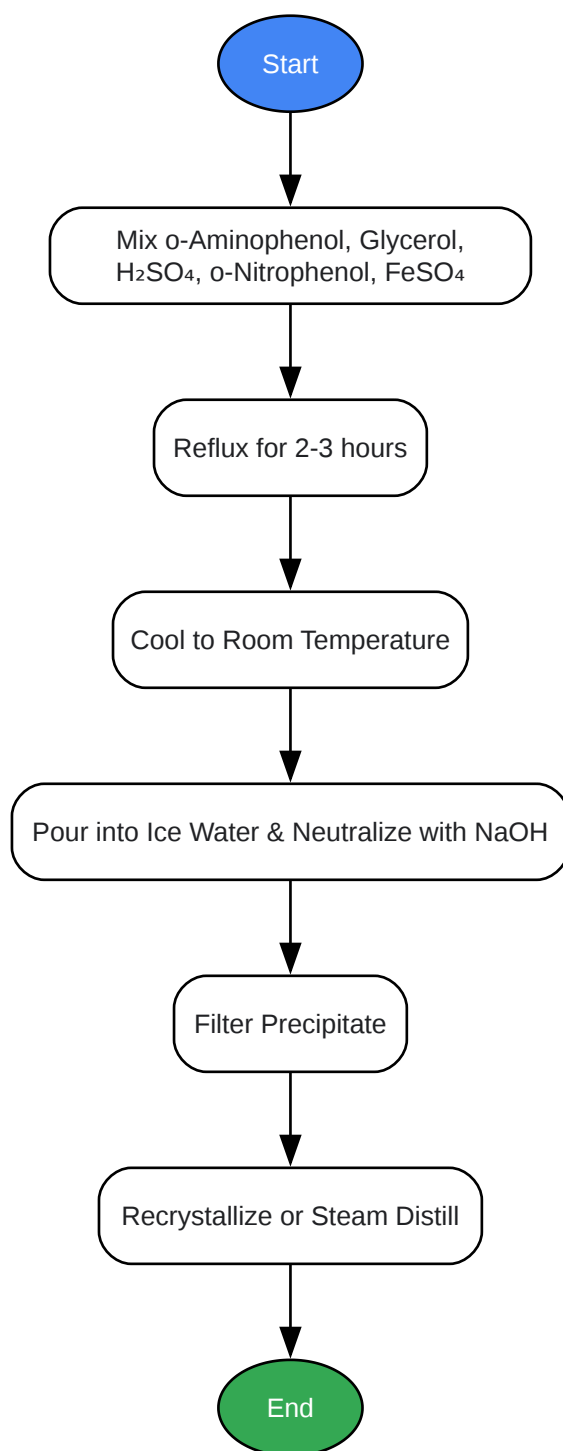 Start
Mix o-Aminophenol, Glycerol,
H₂SO₄, o-Nitrophenol, FeSO₄
Reflux for 2-3 hours
Cool to Room Temperature
Pour into Ice Water & Neutralize with NaOH
Filter Precipitate
Recrystallize or Steam Distill
End